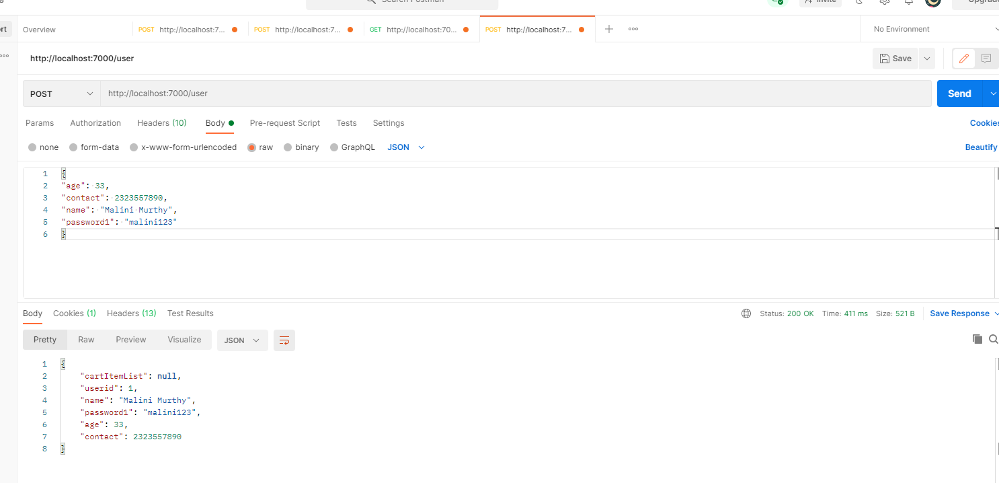 Search Postman Invite Upgrade
rt Overview POST http://localhost:7... POST http://localhost:7... GET http://localhost:70... POST http://localhost:7... + ooo No Environment
ooo http://localhost:7000/user Save
POST http://localhost:7000/user Send
Params Authorization Headers (10) Body Pre-request Script Tests Settings Cookies
none form-data x-www-form-urlencoded raw binary GraphQL JSON Beautify
1 {
2 "age": 33,
3 "contact": 2323557890,
4 "name": "Malini Murthy",
5 "password1": "malini123"
6 }
Body Cookies (1) Headers (13) Test Results Status: 200 OK Time: 411 ms Size: 521 B Save Response
Pretty Raw Preview Visualize JSON
1 {
2 "cartItemList": null,
3 "userid": 1,
4 "name": "Malini Murthy",
5 "password1": "malini123",
6 "age": 33,
7 "contact": 2323557890
8 }